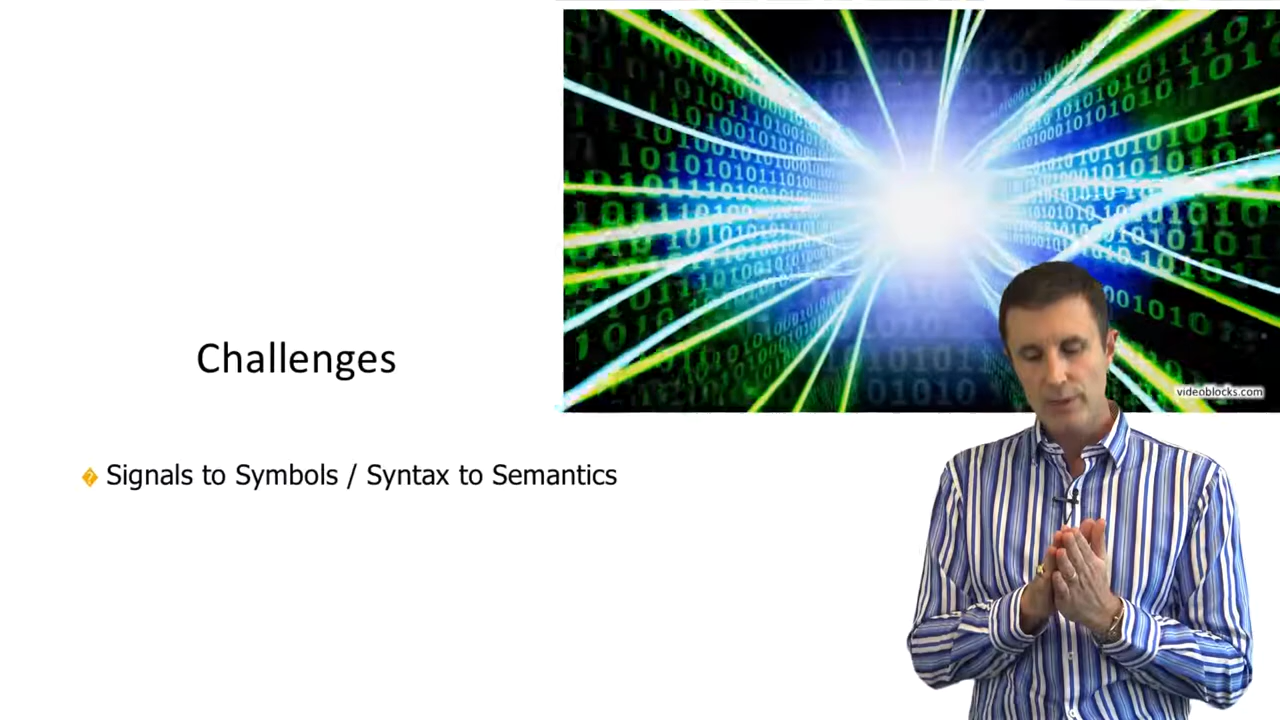 Challenges
� Signals to Symbols / Syntax to Semantics
videoblocks.com